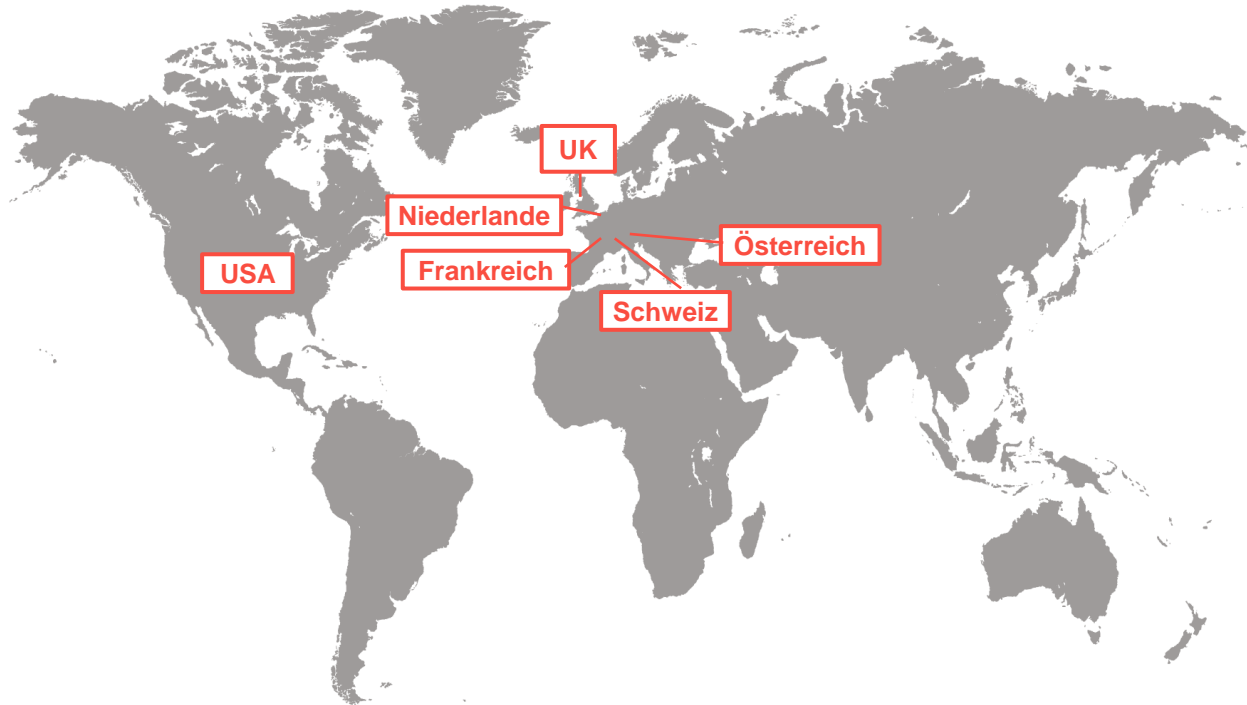 UK
Niederlande
Österreich
Frankreich
USA
Schweiz